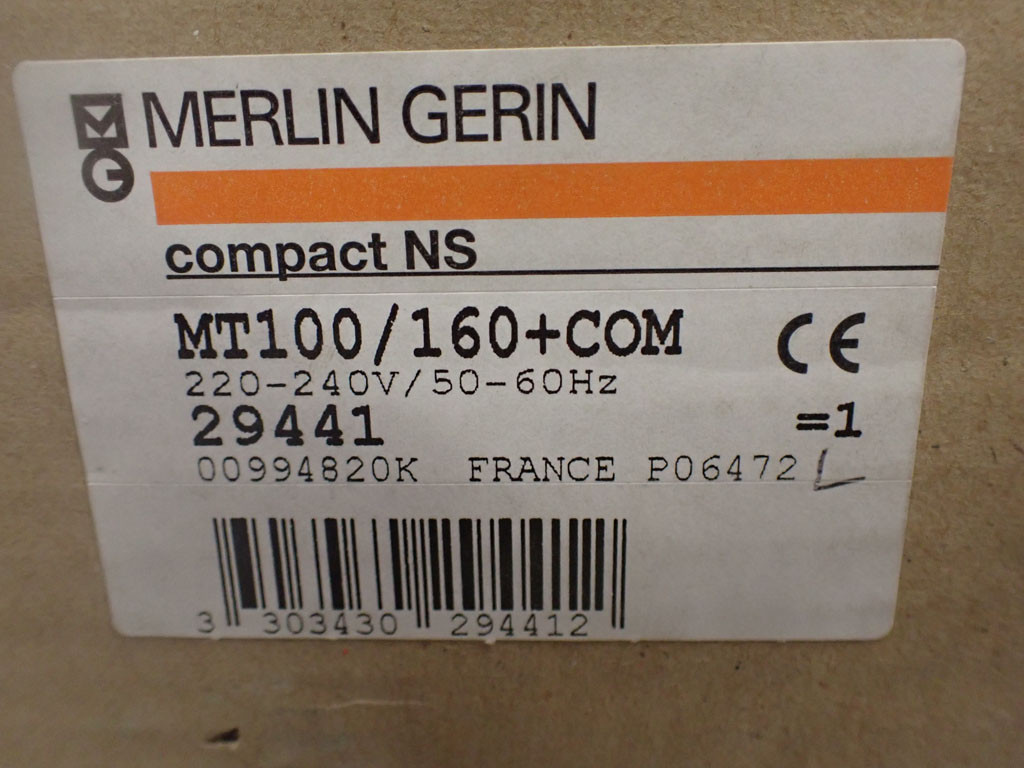 MERLIN GERIN
compact NS
MT100/160+COM
CE
220-240V/50-60Hz
29441
=1
00994820K FRANCE P06472
3 303430 294412